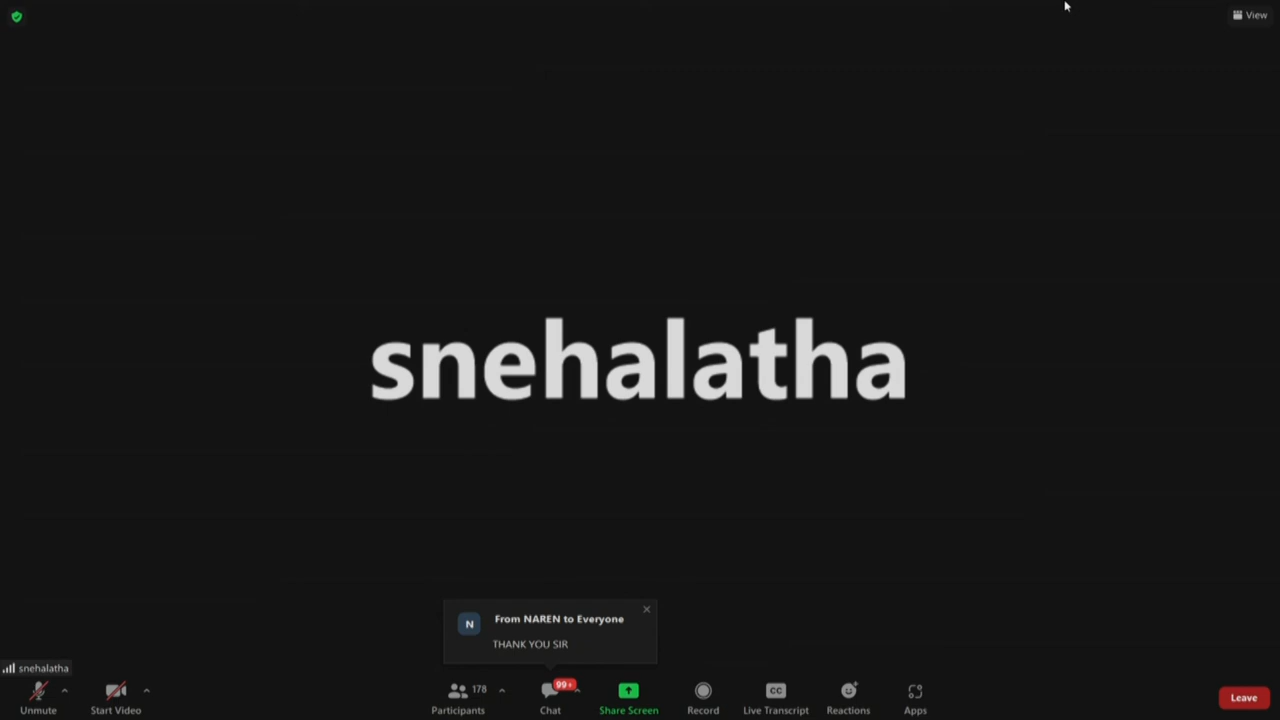 View
snehalatha
From NAREN to Everyone
N
THANK YOU SIR
snehalatha
Unmute
Start Video
178
Participants
99+
Chat
Share Screen
Record
CC
Live Transcript
Reactions
Apps
Leave